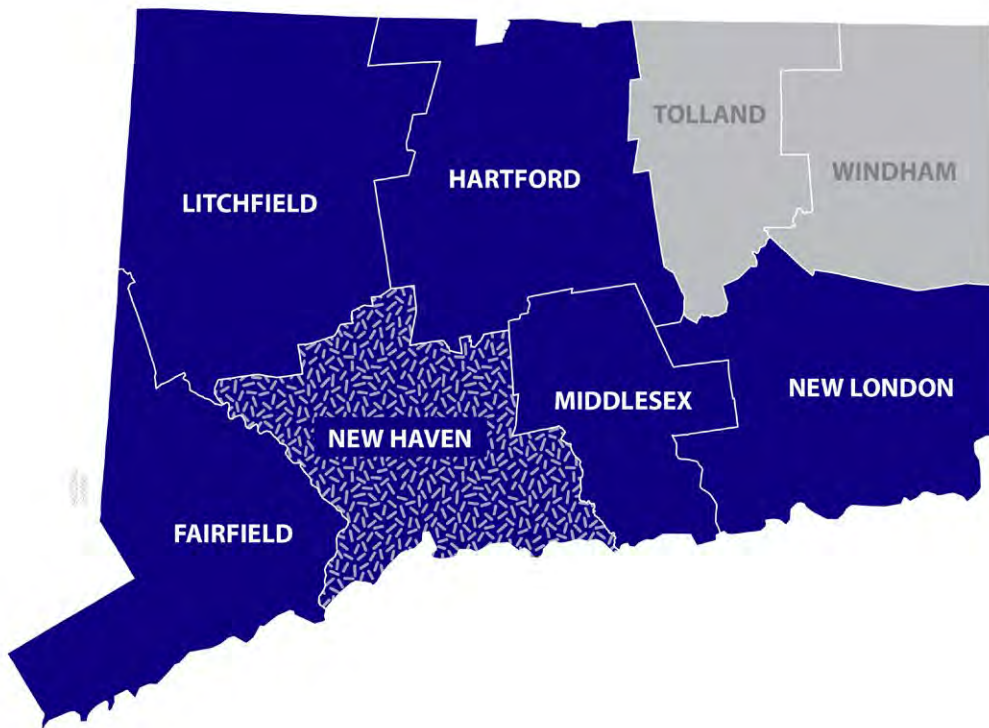 TOLLAND
WINDHAM
HARTFORD
LITCHFIELD
NEW LONDON
MIDDLESEX
NEW HAVEN
FAIRFIELD